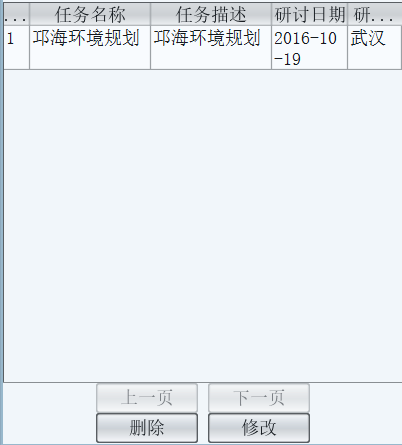 ... 任务名称 任务描述 研讨日期 研...
1 邛海环境规划 邛海环境规划 2016-10 武汉
-19
上一页 下一页
删除 修改